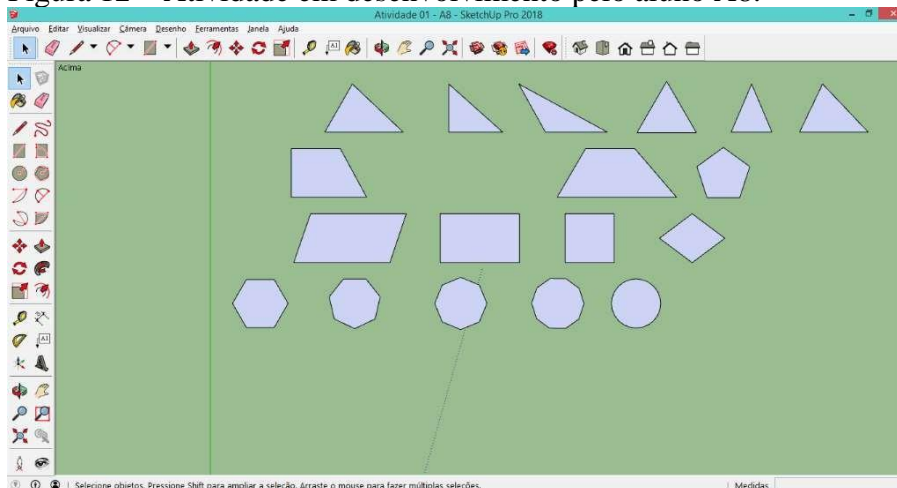 Figura 12 – Atividade em desenvolvimento pelo aluno A8.
Atividade 01 - A8 - SketchUp Pro 2018
Arquivo Editar Visualizar Câmera Desenho Ferramentas Janela Ajuda
Acima
Selecione objetos. Pressione Shift para ampliar a seleção. Arraste o mouse para fazer múltiplas seleções.
Medidas